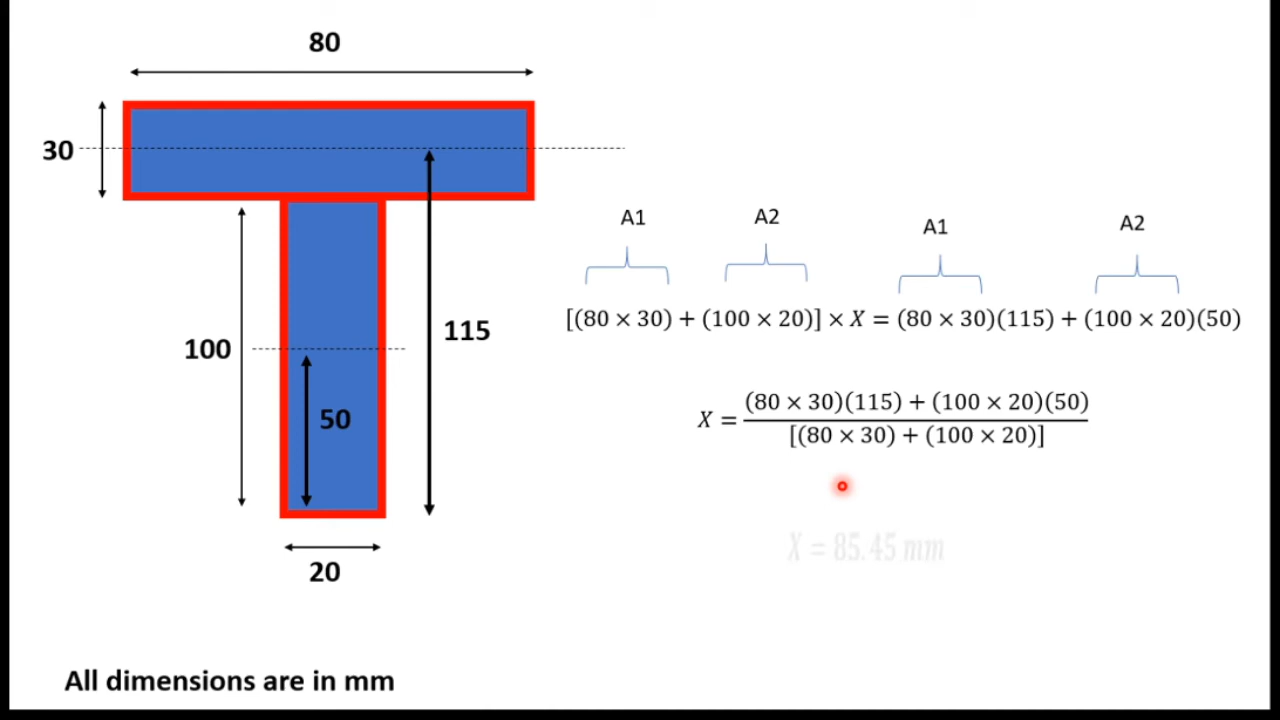 80
30
A1 A2 A1 A2
[(80 × 30) + (100 × 20)] × X = (80 × 30)(115) + (100 × 20)(50)
115
100
50
X = (80 × 30)(115) + (100 × 20)(50)
[(80 × 30) + (100 × 20)]
X = 85.45 mm
20
All dimensions are in mm